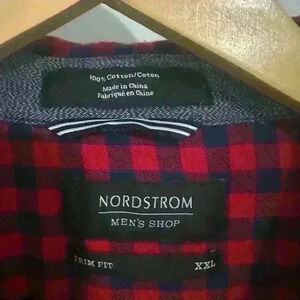 100% Cotton/Coton
Made in China
Fabriqué en Chine
NORDSTROM
MEN'S SHOP
TRIM FIT
XXL